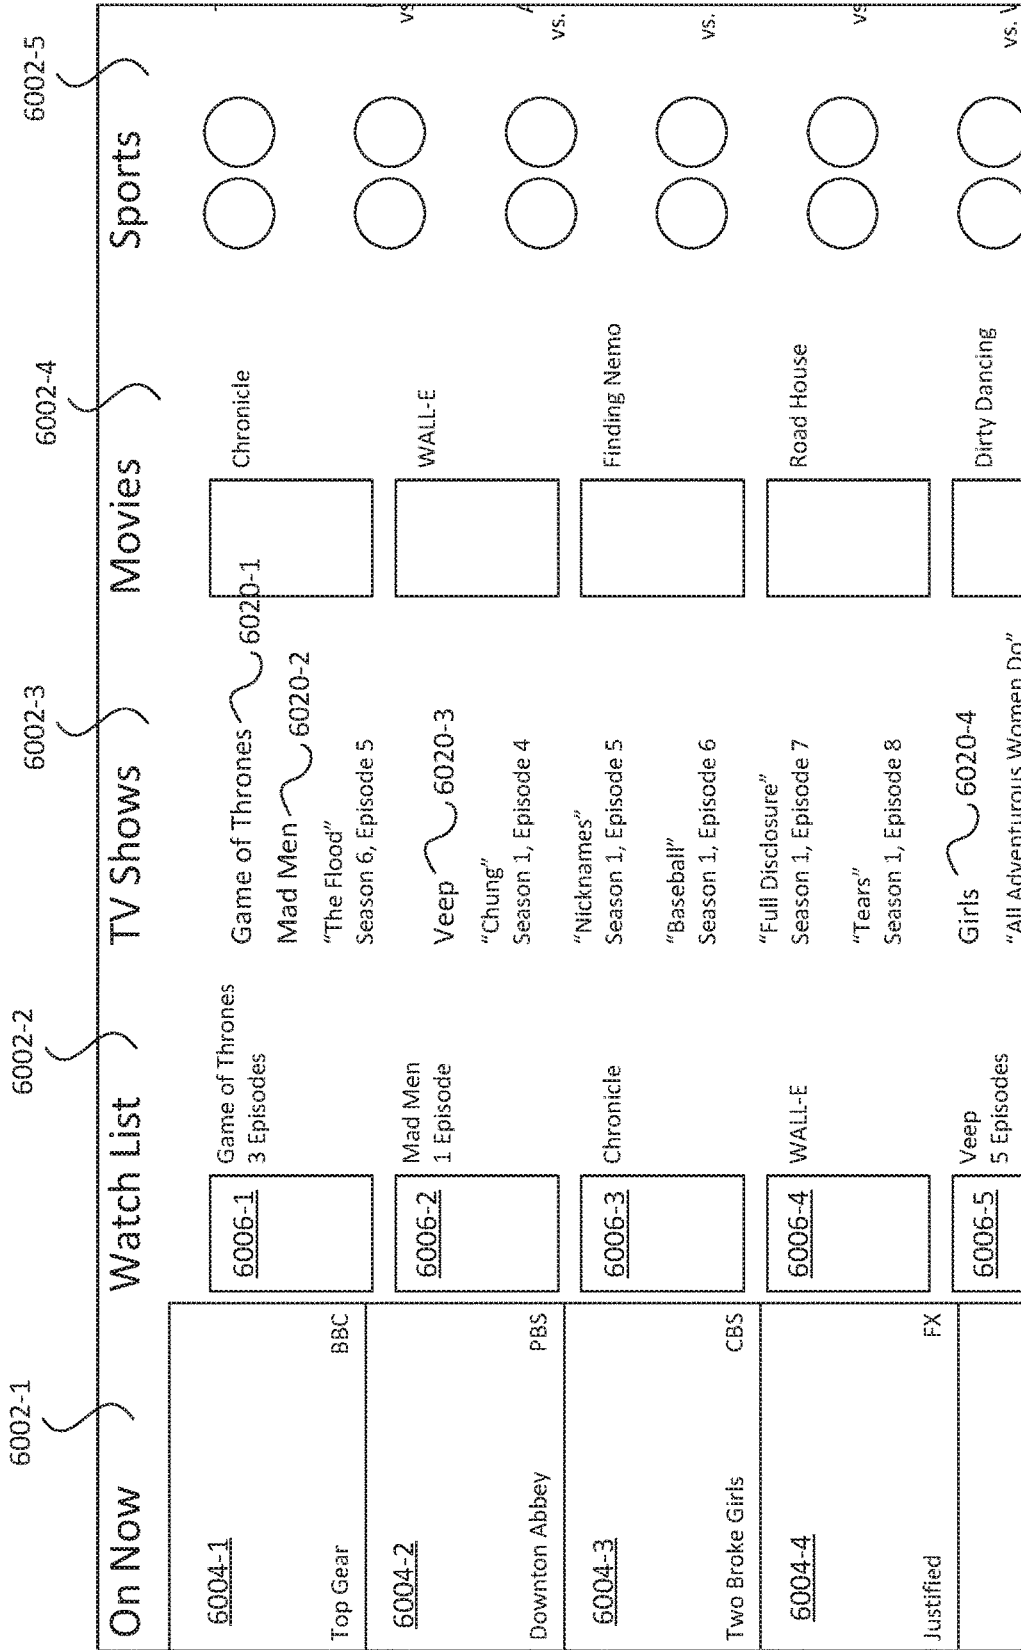 6002-1
6002-2
6002-3
6002-4
6002-5
On Now
Watch List
TV Shows
Movies
Sports
6004-1
Top Gear
BBC
6004-2
Downton Abbey
PBS
6004-3
Two Broke Girls
CBS
6004-4
Justified
FX
6006-1
Game of Thrones
3 Episodes
6006-2
Mad Men
1 Episode
6006-3
Chronicle
6006-4
WALL-E
6006-5
Veep
5 Episodes
Game of Thrones 6020-1
Mad Men 6020-2
"The Flood"
Season 6, Episode 5
Veep 6020-3
"Chung"
Season 1, Episode 4
"Nicknames"
Season 1, Episode 5
"Baseball"
Season 1, Episode 6
"Full Disclosure"
Season 1, Episode 7
"Tears"
Season 1, Episode 8
Girls 6020-4
"All Adventurous Women Do"
Chronicle
WALL-E
Finding Nemo
Road House
Dirty Dancing
vs.
vs.
vs.
vs.
vs.